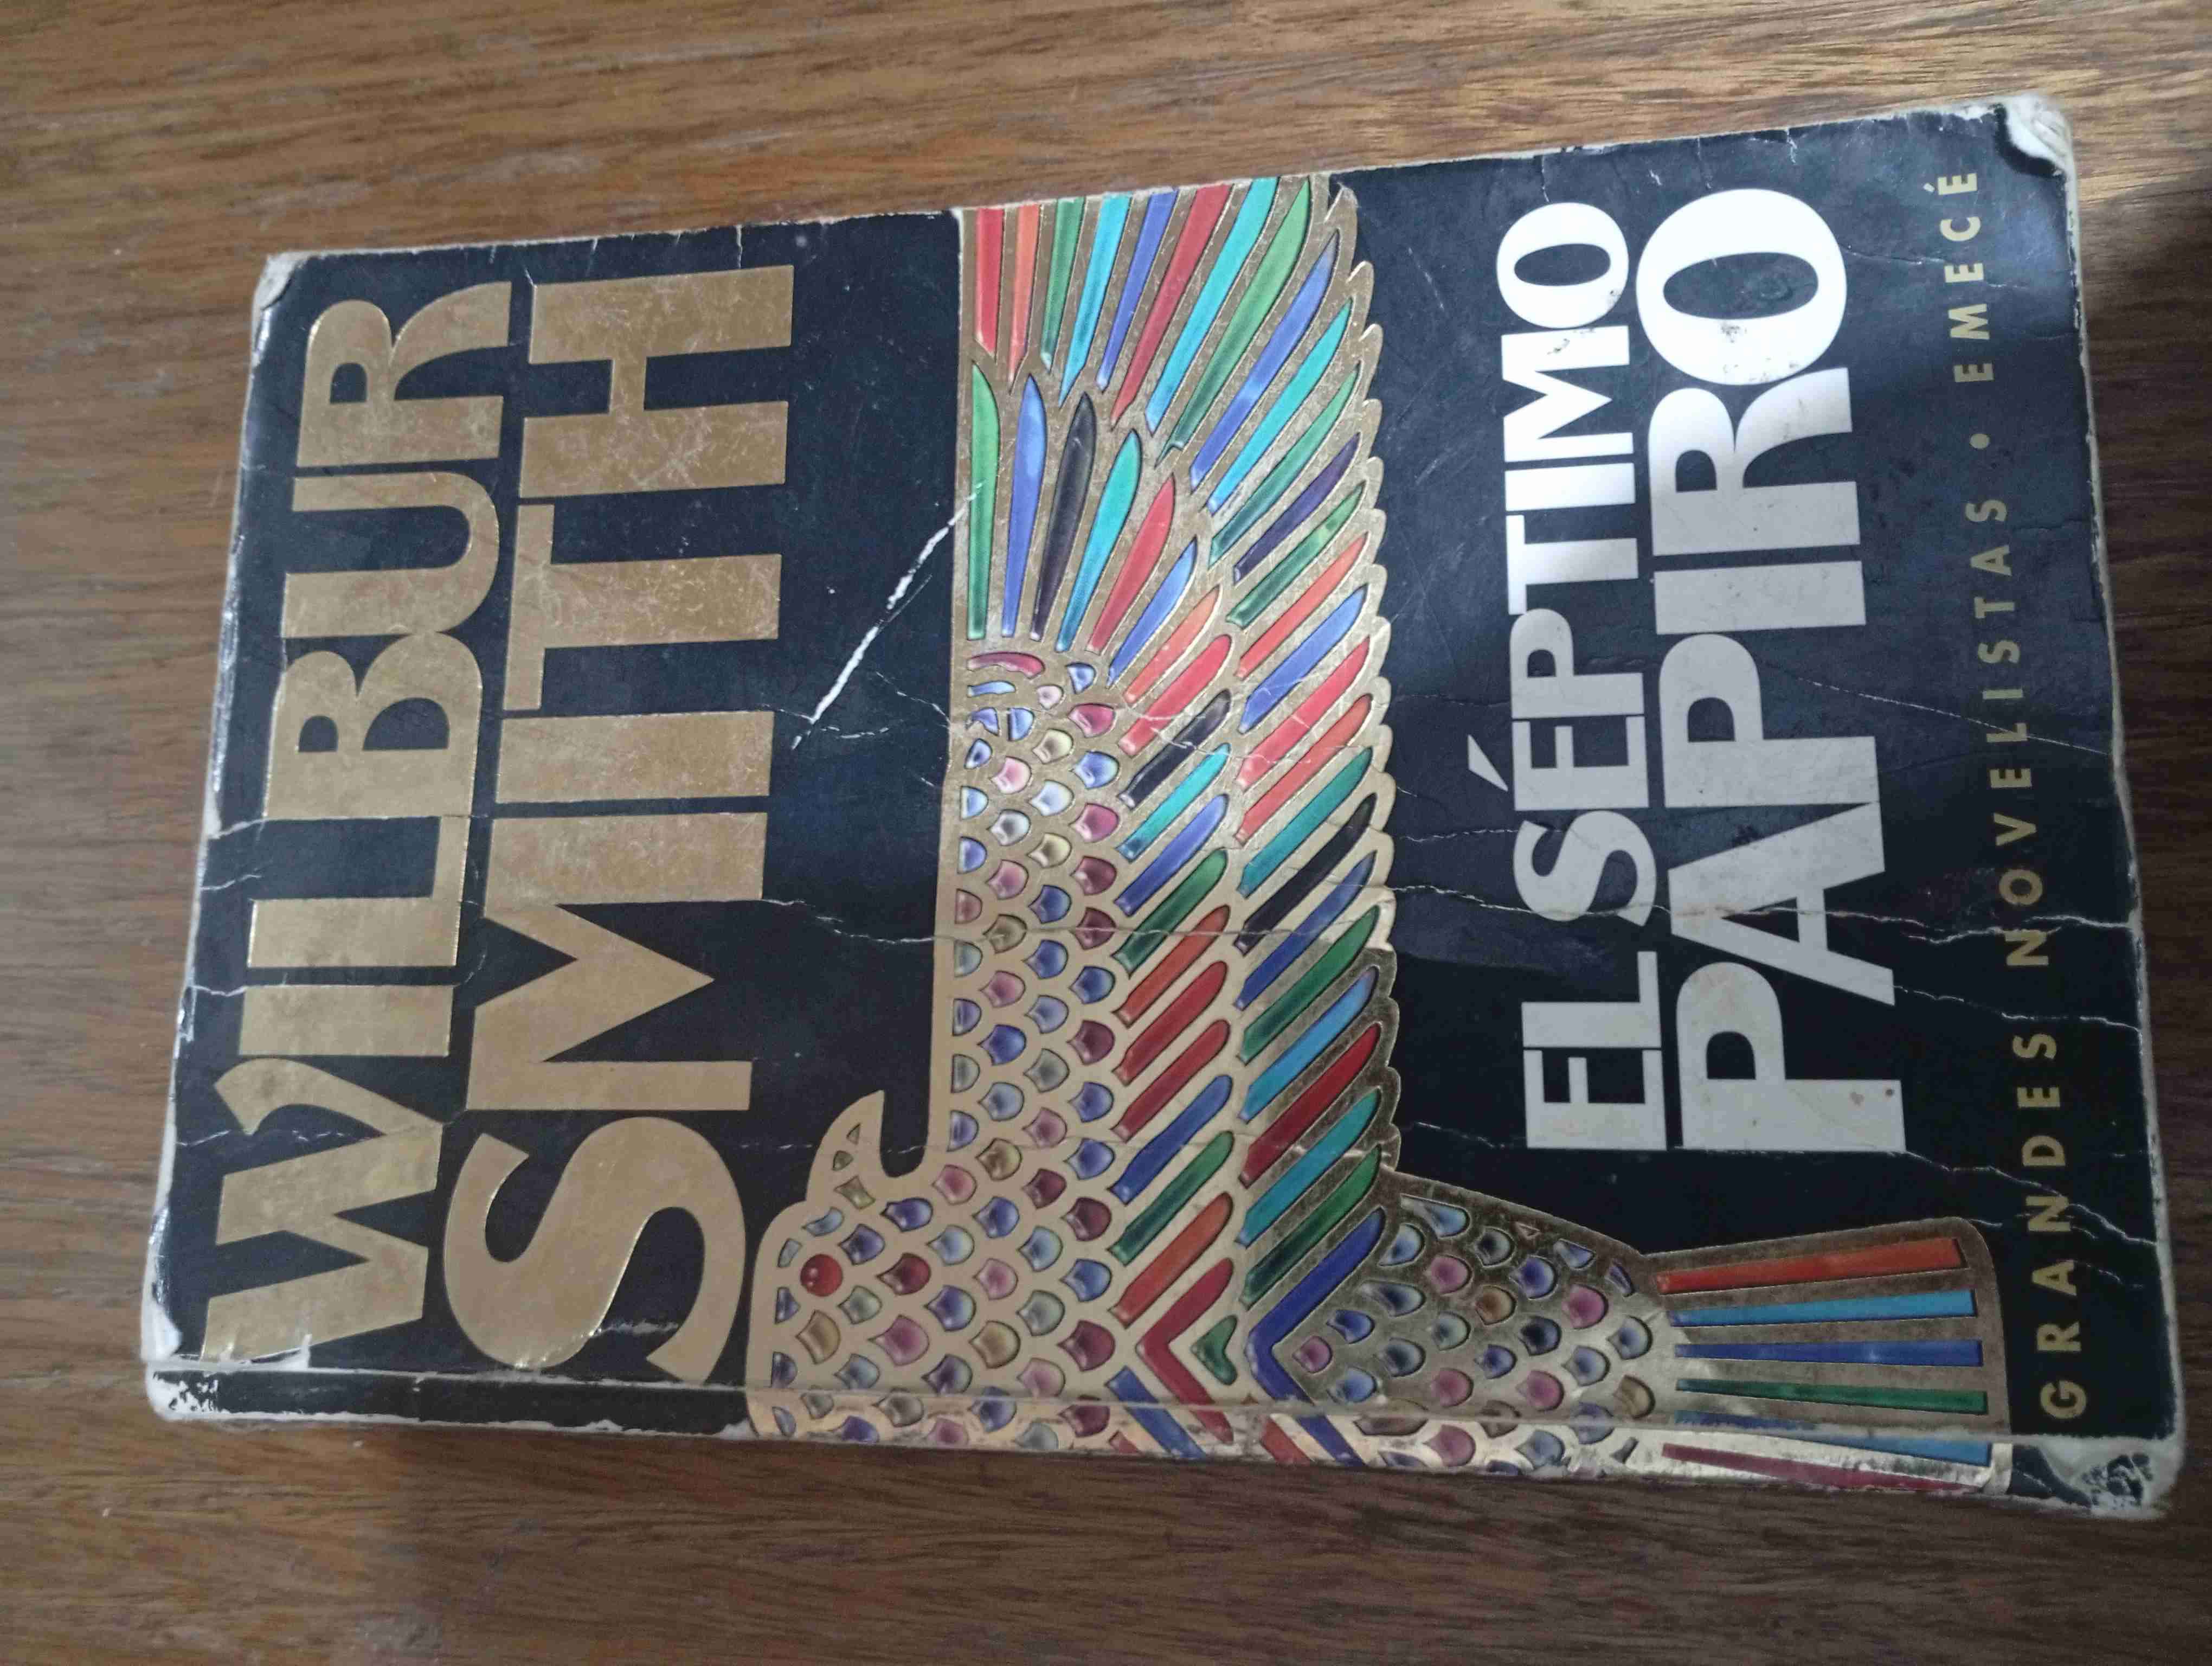 WILBUR
SMITH
EL SÉPTIMO
PAPIRO
GRANDES NOVELISTAS • EMECÉ